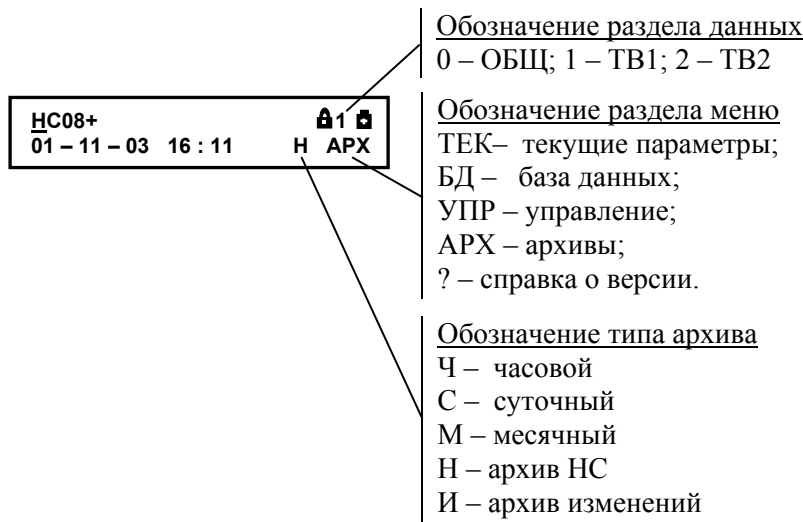 Обозначение раздела данных
0 – ОБЩ; 1 – ТВ1; 2 – ТВ2
НС08+ 1
01 – 11 – 03 16 : 11 Н АРХ
Обозначение раздела меню
ТЕК– текущие параметры;
БД – база данных;
УПР – управление;
АРХ – архивы;
? – справка о версии.
Обозначение типа архива
Ч – часовой
С – суточный
М – месячный
Н – архив НС
И – архив изменений